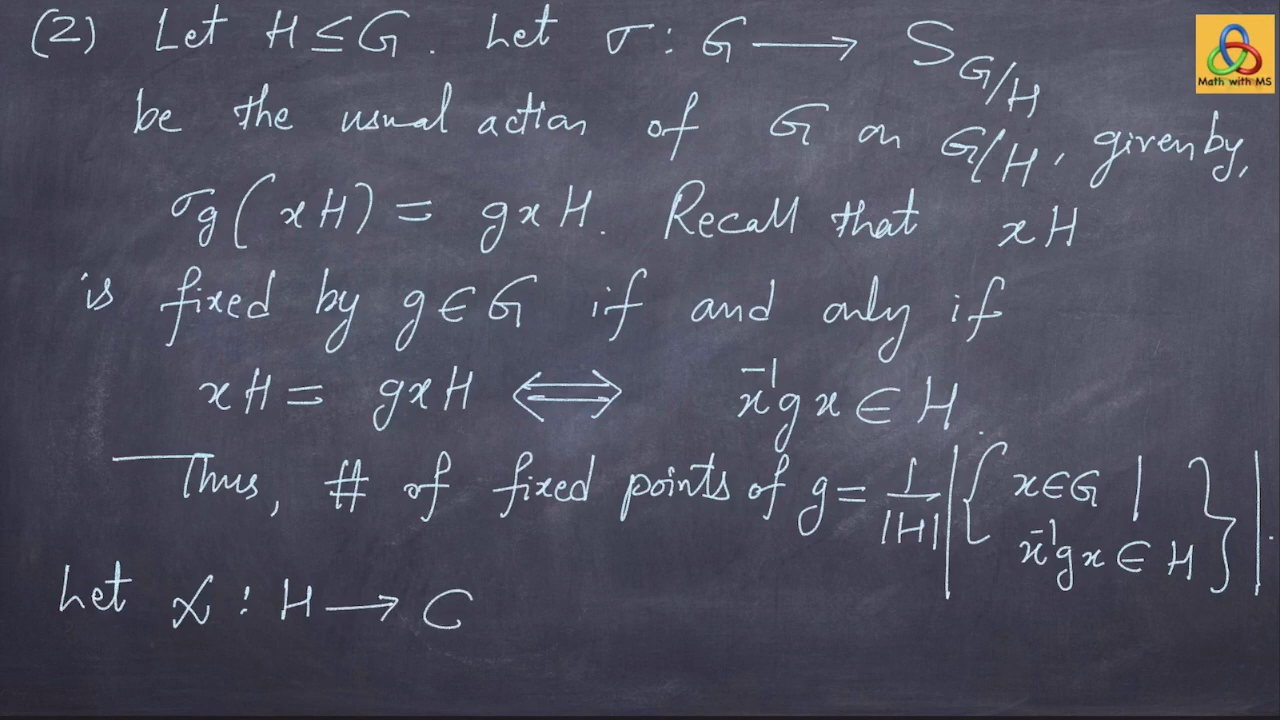 (2) Let H ≤ G. Let σ : G ⟶ S_{G/H}
be the usual action of G on G/H, given by,
σ_g(xH) = gxH. Recall that xH
is fixed by g ∈ G if and only if
xH = gxH ⟺ x⁻¹gx ∈ H.
Thus, # of fixed points of g = 1/|H| |{x∈G | x⁻¹gx ∈ H}|.
Let χ : H ⟶ C
Math with MS